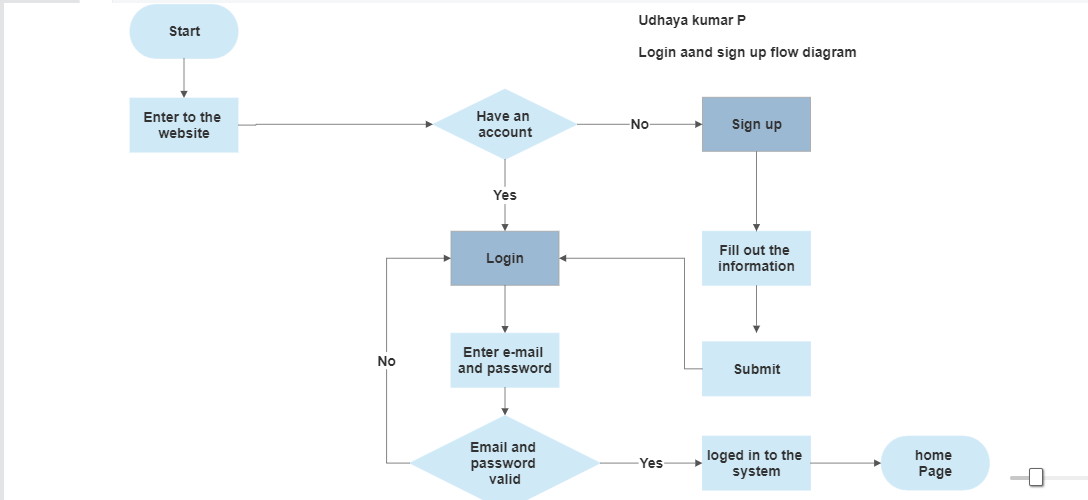 Start
Udhaya kumar P
Login aand sign up flow diagram
Enter to the
website
Have an
account
No
Sign up
Yes
Login
Fill out the
information
Enter e-mail
and password
No
Submit
Email and
password
valid
Yes
loged in to the
system
home
Page